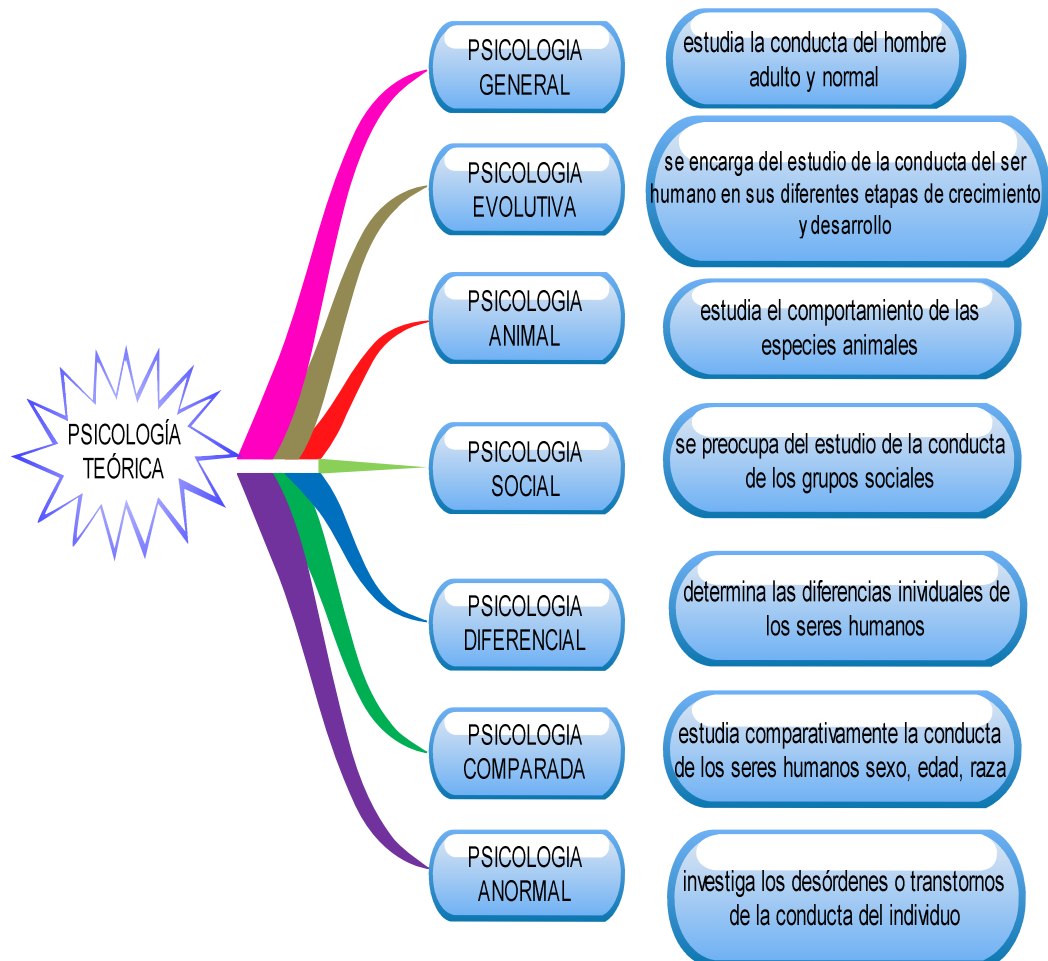 PSICOLOGIA
GENERAL
estudia la conducta del hombre
adulto y normal
PSICOLOGIA
EVOLUTIVA
se encarga del estudio de la conducta del ser
humano en sus diferentes etapas de crecimiento
y desarrollo
PSICOLOGIA
ANIMAL
estudia el comportamiento de las
especies animales
PSICOLOGÍA
TEÓRICA
PSICOLOGIA
SOCIAL
se preocupa del estudio de la conducta
de los grupos sociales
PSICOLOGIA
DIFERENCIAL
determina las diferencias inividuales de
los seres humanos
PSICOLOGIA
COMPARADA
estudia comparativamente la conducta
de los seres humanos sexo, edad, raza
PSICOLOGIA
ANORMAL
investiga los desórdenes o transtornos
de la conducta del individuo